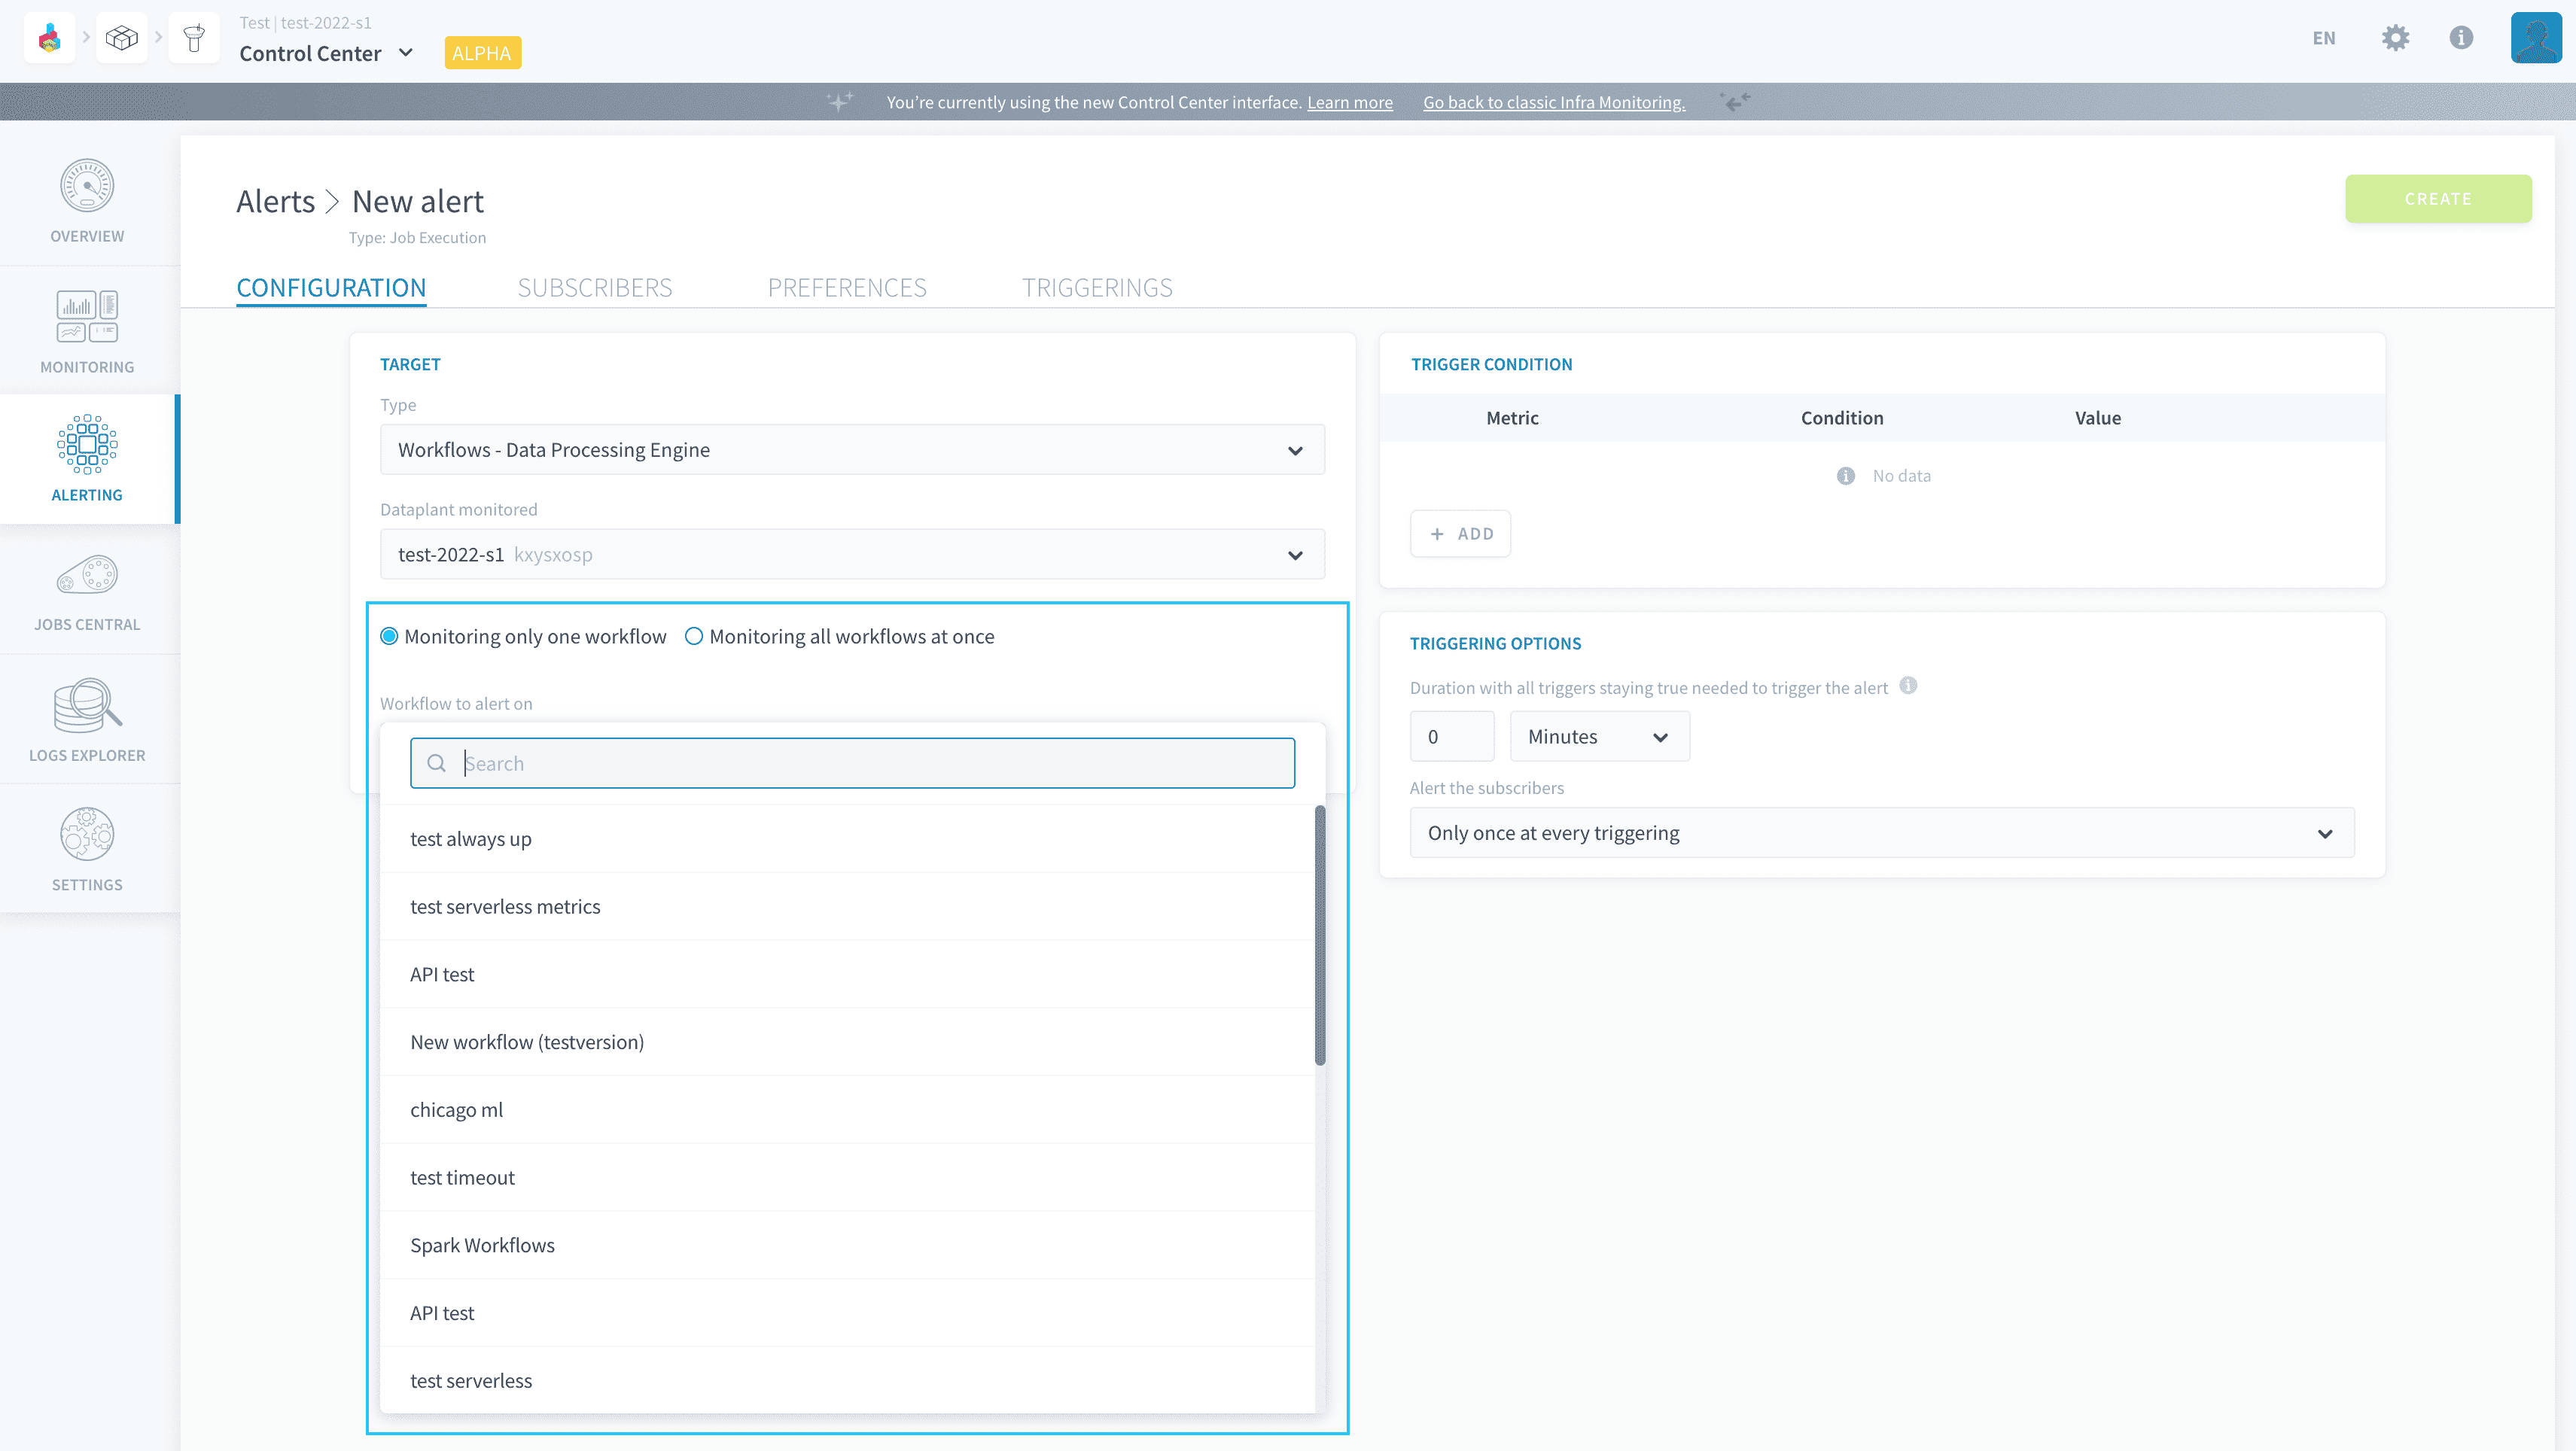 Test | test-2022-s1
Control Center
ALPHA
EN
You’re currently using the new Control Center interface. Learn more Go back to classic Infra Monitoring.
OVERVIEW
MONITORING
ALERTING
JOBS CENTRAL
LOGS EXPLORER
SETTINGS
Alerts > New alert
Type: Job Execution
CREATE
CONFIGURATION SUBSCRIBERS PREFERENCES TRIGGERINGS
TARGET
Type
Workflows - Data Processing Engine
Dataplant monitored
test-2022-s1 kxysxosp
Monitoring only one workflow Monitoring all workflows at once
Workflow to alert on
Search
test always up
test serverless metrics
API test
New workflow (testversion)
chicago ml
test timeout
Spark Workflows
API test
test serverless
TRIGGER CONDITION
Metric Condition Value
No data
+ ADD
TRIGGERING OPTIONS
Duration with all triggers staying true needed to trigger the alert
0 Minutes
Alert the subscribers
Only once at every triggering